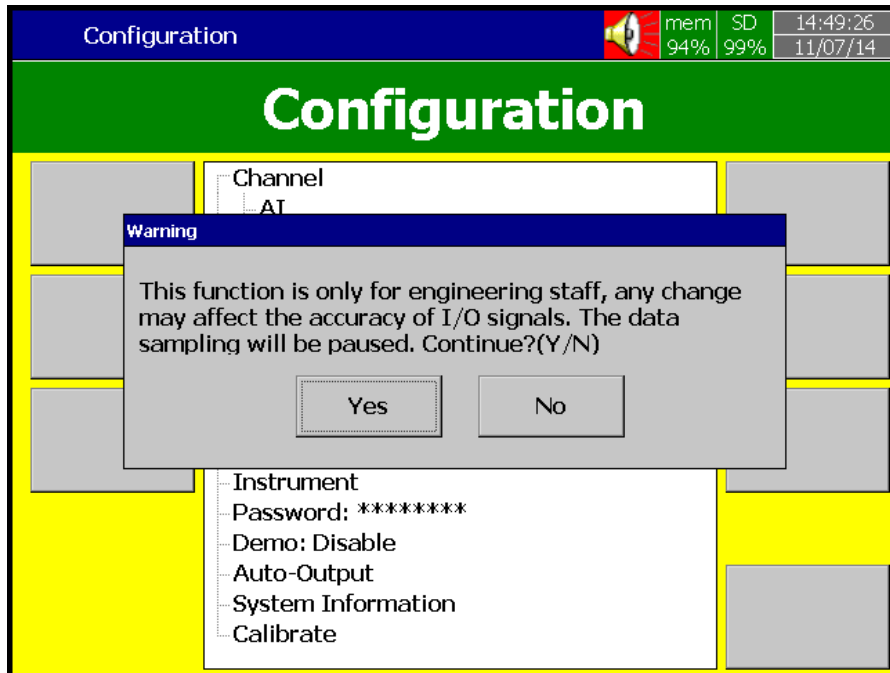 Configuration
mem
94%
SD
99%
14:49:26
11/07/14
Configuration
Channel
AI
Warning
This function is only for engineering staff, any change
may affect the accuracy of I/O signals. The data
sampling will be paused. Continue?(Y/N)
Yes
No
Instrument
Password: ********
Demo: Disable
Auto-Output
System Information
Calibrate